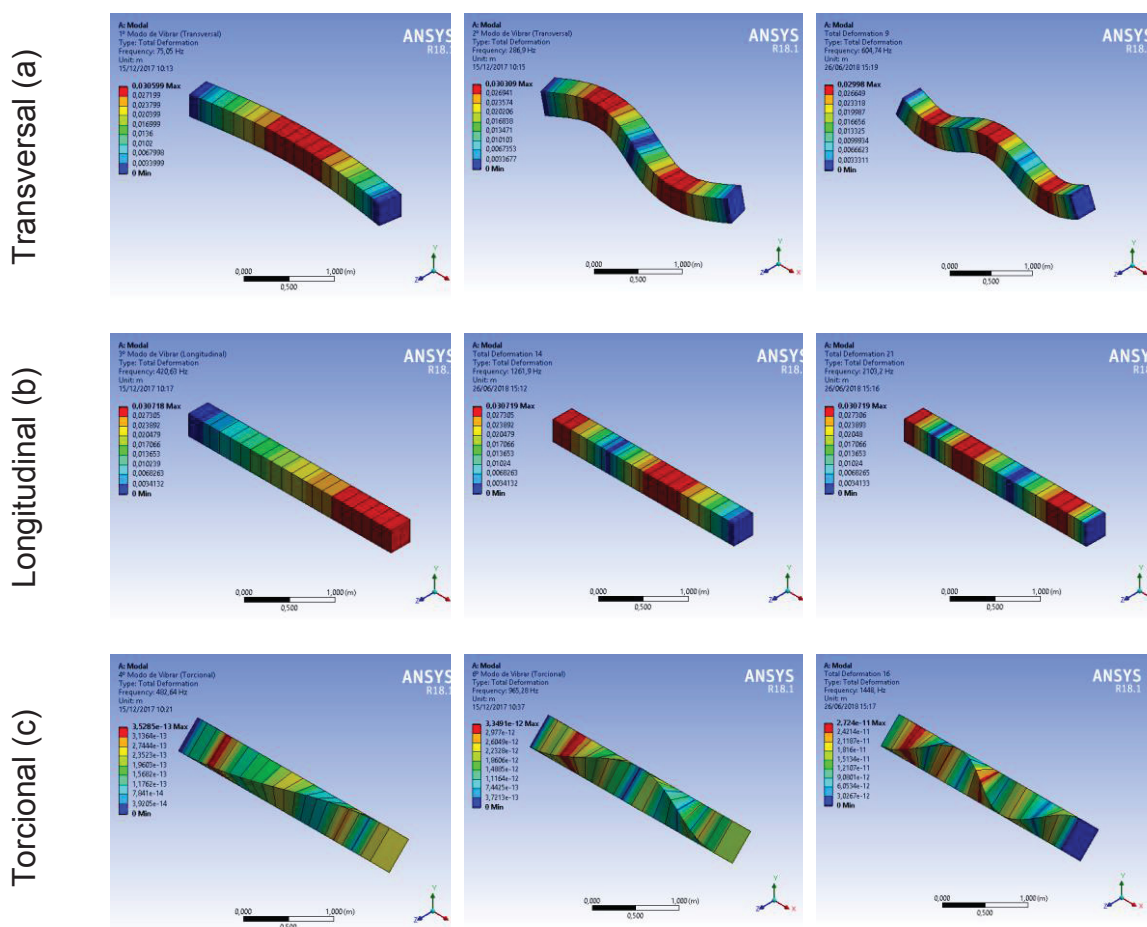 Transversal (a)
A: Modal
1º Modo de Vibrar (Transversal)
Type: Total Deformation
Frequency: 75,05 Hz
Unit: m
15/12/2017 10:13
ANSYS
R18.1
0,030599 Max
0,027199
0,023799
0,020399
0,016999
0,0136
0,0102
0,0067998
0,0033999
0 Min
0,000
1,000 (m)
0,500
Y
Z
X
A: Modal
2º Modo de Vibrar (Transversal)
Type: Total Deformation
Frequency: 286,9 Hz
Unit: m
15/12/2017 10:15
ANSYS
R18.1
0,030309 Max
0,026941
0,023574
0,020206
0,016838
0,013471
0,010103
0,0067353
0,0033677
0 Min
0,000
1,000 (m)
0,500
Y
Z
X
A: Modal
Total Deformation 9
Type: Total Deformation
Frequency: 604,74 Hz
Unit: m
26/06/2018 15:19
ANSYS
R18.1
0,02998 Max
0,026649
0,023318
0,019987
0,016656
0,013325
0,0099934
0,0066623
0,0033311
0 Min
0,000
1,000 (m)
0,500
Y
Z
X
Longitudinal (b)
A: Modal
3º Modo de Vibrar (Longitudinal)
Type: Total Deformation
Frequency: 420,63 Hz
Unit: m
15/12/2017 10:17
ANSYS
R18.1
0,030718 Max
0,027305
0,023892
0,020479
0,017066
0,013653
0,010239
0,0068263
0,0034132
0 Min
0,000
1,000 (m)
0,500
Y
Z
X
A: Modal
Total Deformation 14
Type: Total Deformation
Frequency: 1261,9 Hz
Unit: m
26/06/2018 15:12
ANSYS
R18.1
0,030719 Max
0,027305
0,023892
0,020479
0,017066
0,013653
0,01024
0,0068263
0,0034132
0 Min
0,000
1,000 (m)
0,500
Y
Z
X
A: Modal
Total Deformation 21
Type: Total Deformation
Frequency: 2103,2 Hz
Unit: m
26/06/2018 15:16
ANSYS
0,030719 Max
0,027306
0,023893
0,02048
0,017066
0,013653
0,01024
0,0068265
0,0034133
0 Min
0,000
1,000 (m)
0,500
Y
Z
X
Torcional (c)
A: Modal
4º Modo de Vibrar (Torcional)
Type: Total Deformation
Frequency: 482,64 Hz
Unit: m
15/12/2017 10:21
ANSYS
R18.1
3,5285e-13 Max
3,1364e-13
2,7444e-13
2,3523e-13
1,9603e-13
1,5682e-13
1,1762e-13
7,841e-14
3,9205e-14
0 Min
0,000
1,000 (m)
0,500
Y
Z
X
A: Modal
6º Modo de Vibrar (Torcional)
Type: Total Deformation
Frequency: 965,28 Hz
Unit: m
15/12/2017 10:37
ANSYS
R18.1
3,3491e-12 Max
2,977e-12
2,6049e-12
2,2328e-12
1,8606e-12
1,4885e-12
1,1164e-12
7,4425e-13
3,7213e-13
0 Min
0,000
1,000 (m)
0,500
Y
Z
X
A: Modal
Total Deformation 16
Type: Total Deformation
Frequency: 1448, Hz
Unit: m
26/06/2018 15:17
ANSYS
R18.1
2,724e-11 Max
2,4214e-11
2,1187e-11
1,816e-11
1,5134e-11
1,2107e-11
9,0801e-12
6,0534e-12
3,0267e-12
0 Min
0,000
1,000 (m)
0,500
Y
Z
X